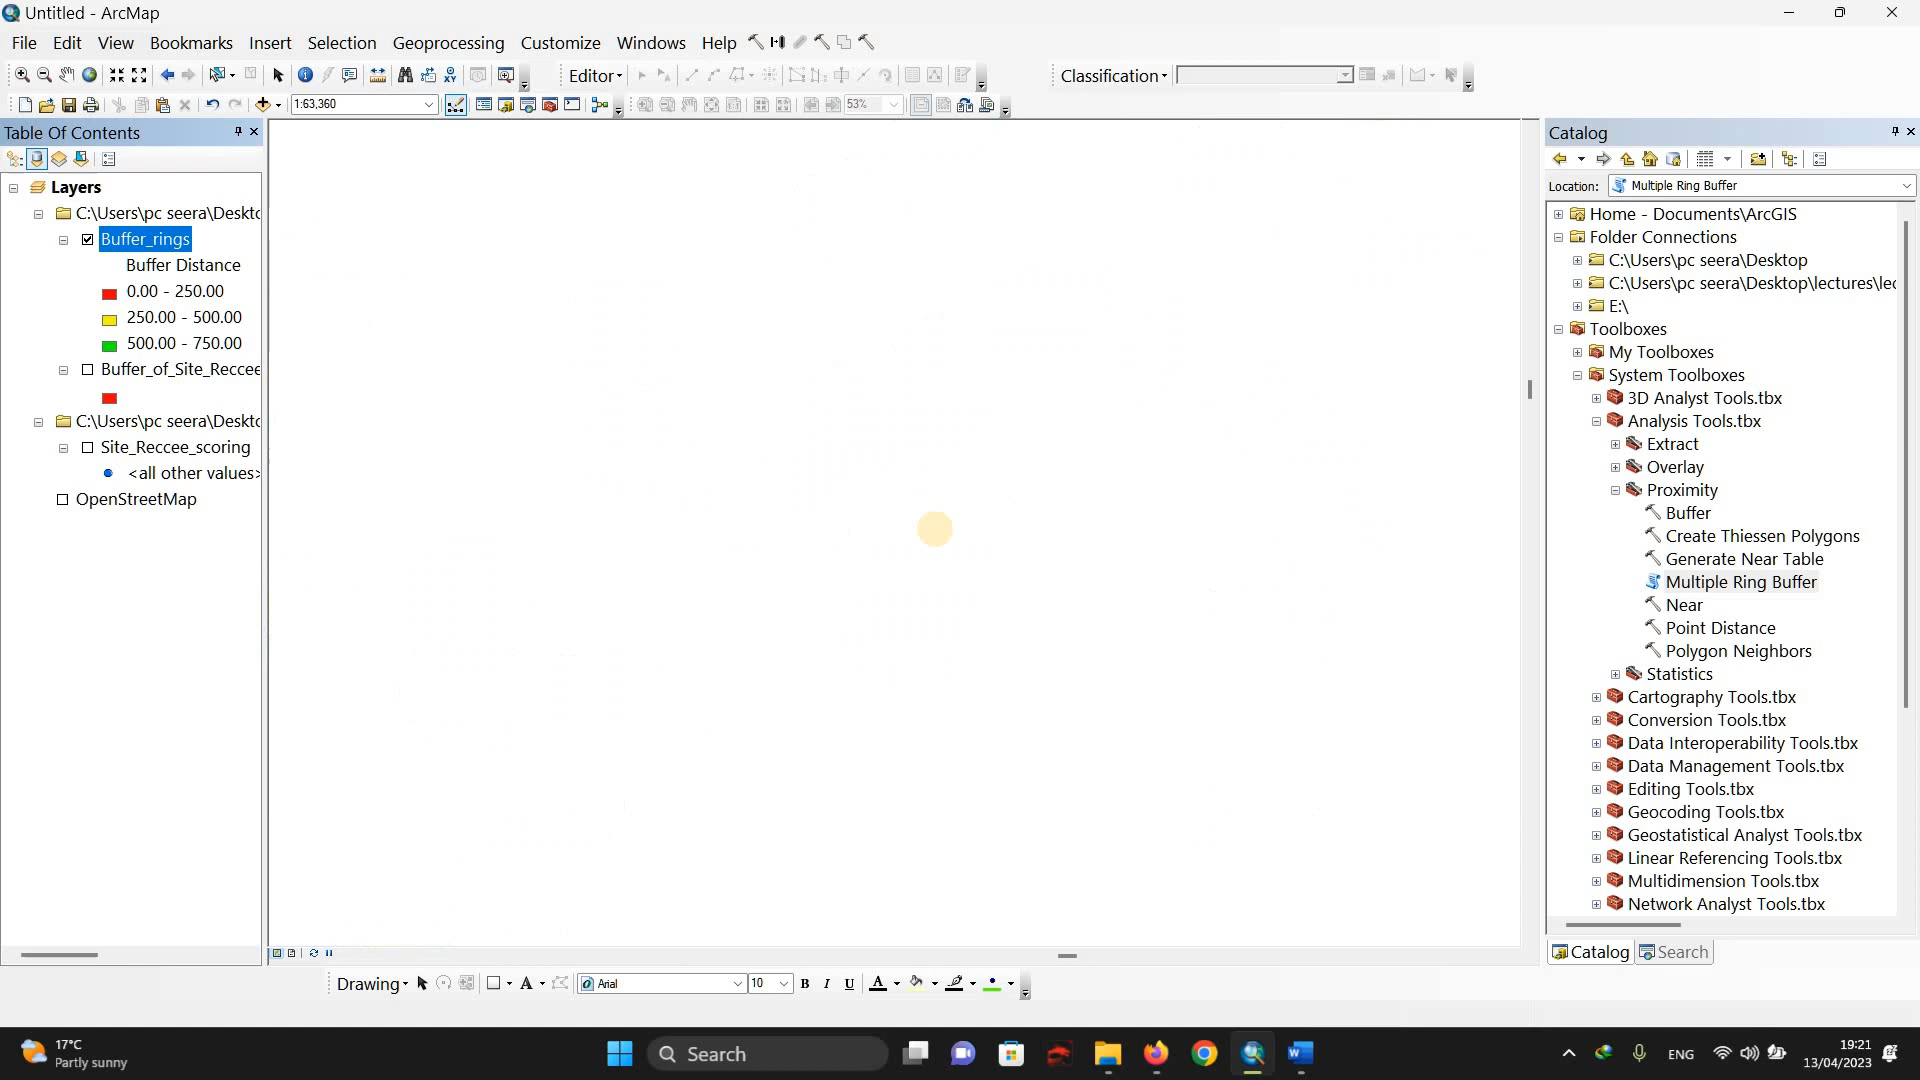 Untitled - ArcMap
File Edit View Bookmarks Insert Selection Geoprocessing Customize Windows Help
Editor
Classification
1:63,360
53%
Table Of Contents
Layers
C:\Users\pc seera\Deskto
Buffer_rings
Buffer Distance
0.00 - 250.00
250.00 - 500.00
500.00 - 750.00
Buffer_of_Site_Reccee
C:\Users\pc seera\Deskto
Site_Reccee_scoring
<all other values>
OpenStreetMap
Catalog
Location: Multiple Ring Buffer
Home - Documents\ArcGIS
Folder Connections
C:\Users\pc seera\Desktop
C:\Users\pc seera\Desktop\lectures\lec
E:\
Toolboxes
My Toolboxes
System Toolboxes
3D Analyst Tools.tbx
Analysis Tools.tbx
Extract
Overlay
Proximity
Buffer
Create Thiessen Polygons
Generate Near Table
Multiple Ring Buffer
Near
Point Distance
Polygon Neighbors
Statistics
Cartography Tools.tbx
Conversion Tools.tbx
Data Interoperability Tools.tbx
Data Management Tools.tbx
Editing Tools.tbx
Geocoding Tools.tbx
Geostatistical Analyst Tools.tbx
Linear Referencing Tools.tbx
Multidimension Tools.tbx
Network Analyst Tools.tbx
Catalog Search
Drawing Arial 10 B I U A
17°C
Partly sunny
Search
ENG
19:21
13/04/2023